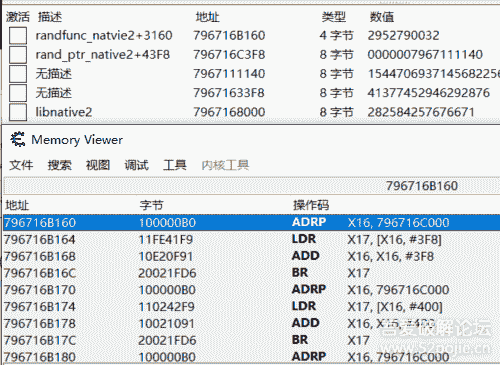 激活 描述 地址 类型 数值
randfunc_natvie2+3160 796716B160 4 字节 2952790032
rand_ptr_native2+43F8 796716C3F8 8 字节 0000007967111140
无描述 7967111140 8 字节 1544706937145682256
无描述 79671633F8 8 字节 41377452946292876
libnative2 7967168000 8 字节 282584257676671
Memory Viewer
文件 搜索 视图 调试 工具 内核工具
796716B160
地址 字节 操作码
796716B160 100000B0 ADRP X16, 796716C000
796716B164 11FE41F9 LDR X17, [X16, #3F8]
796716B168 10E20F91 ADD X16, X16, #3F8
796716B16C 20021FD6 BR X17
796716B170 100000B0 ADRP X16, 796716C000
796716B174 110242F9 LDR X17, [X16, #400]
796716B178 10021091 ADD X16, X16, #400
796716B17C 20021FD6 BR X17
796716B180 100000B0 ADRP X16, 796716C000
吾爱破解论坛
www.52pojie.cn